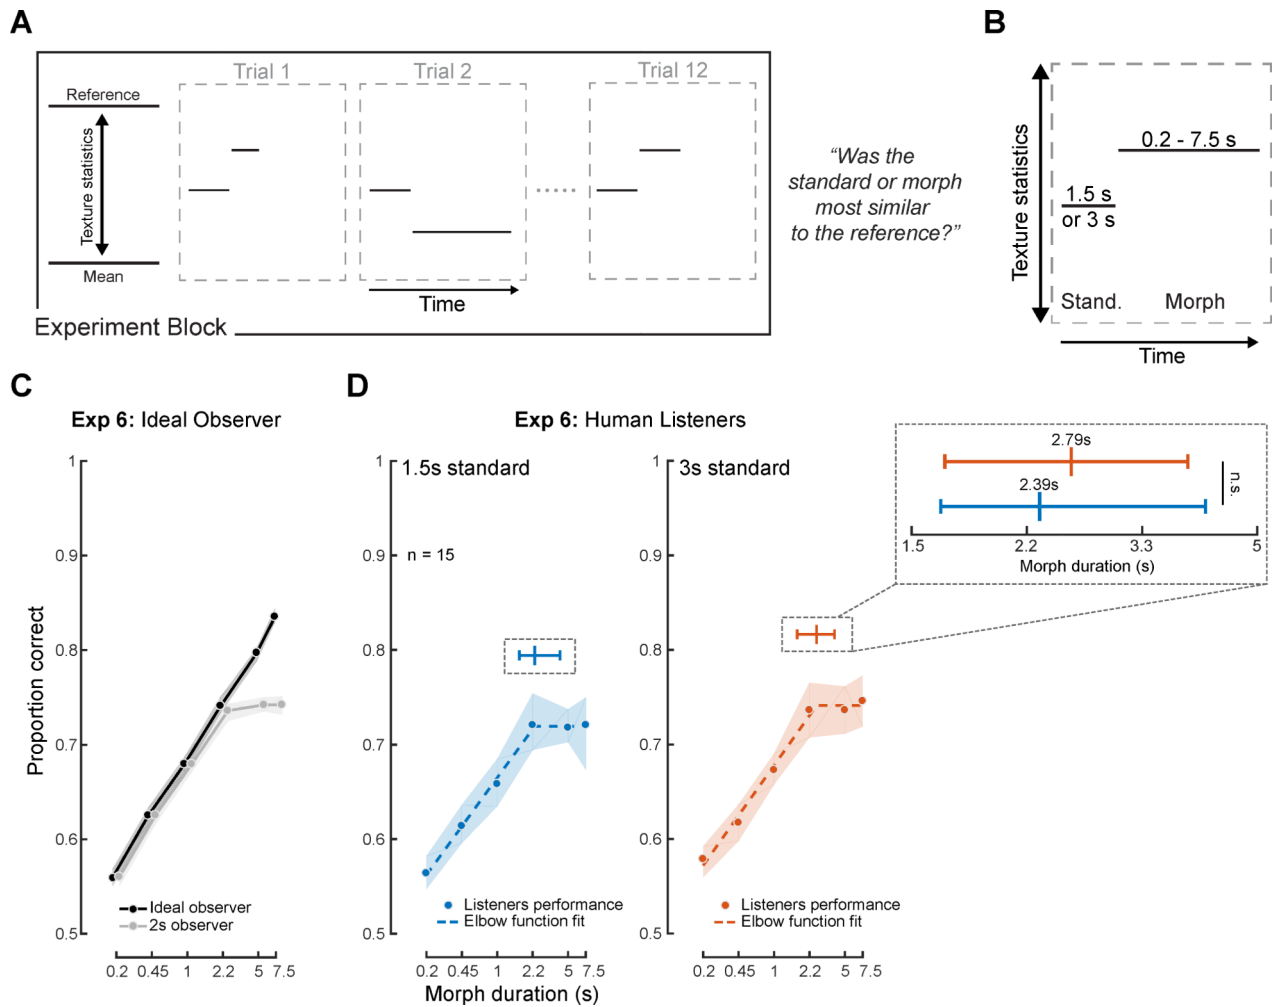 A
Trial 1
Trial 2
Trial 12
Reference
Texture statistics
Mean
Time
Experiment Block
“Was the
standard or morph
most similar
to the reference?”
B
Texture statistics
0.2 - 7.5 s
1.5 s
or 3 s
Stand.
Morph
Time
C
Exp 6: Ideal Observer
Proportion correct
1
0.9
0.8
0.7
0.6
0.5
Ideal observer
2s observer
0.2 0.45 1 2.2 5 7.5
D
Exp 6: Human Listeners
1.5s standard
n = 15
1
0.9
0.8
0.7
0.6
0.5
Listeners performance
Elbow function fit
0.2 0.45 1 2.2 5 7.5
Morph duration (s)
3s standard
1
0.9
0.8
0.7
0.6
0.5
Listeners performance
Elbow function fit
0.2 0.45 1 2.2 5 7.5
2.79s
2.39s
n.s.
1.5 2.2 3.3 5
Morph duration (s)